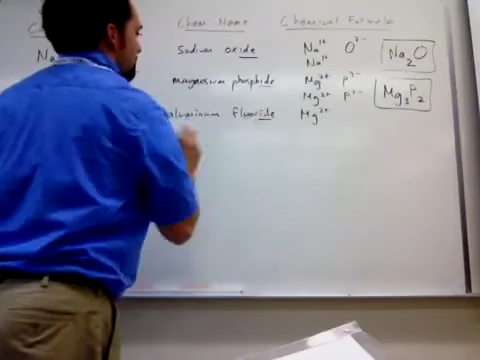 Chem Name Chemical Formula
Na sodium oxide Na¹⁺ O²⁻ Na₂O
Na¹⁺
magnesium phosphide Mg²⁺ P³⁻ Mg₃P₂
Mg²⁺ P³⁻
aluminum fluoride Mg²⁺